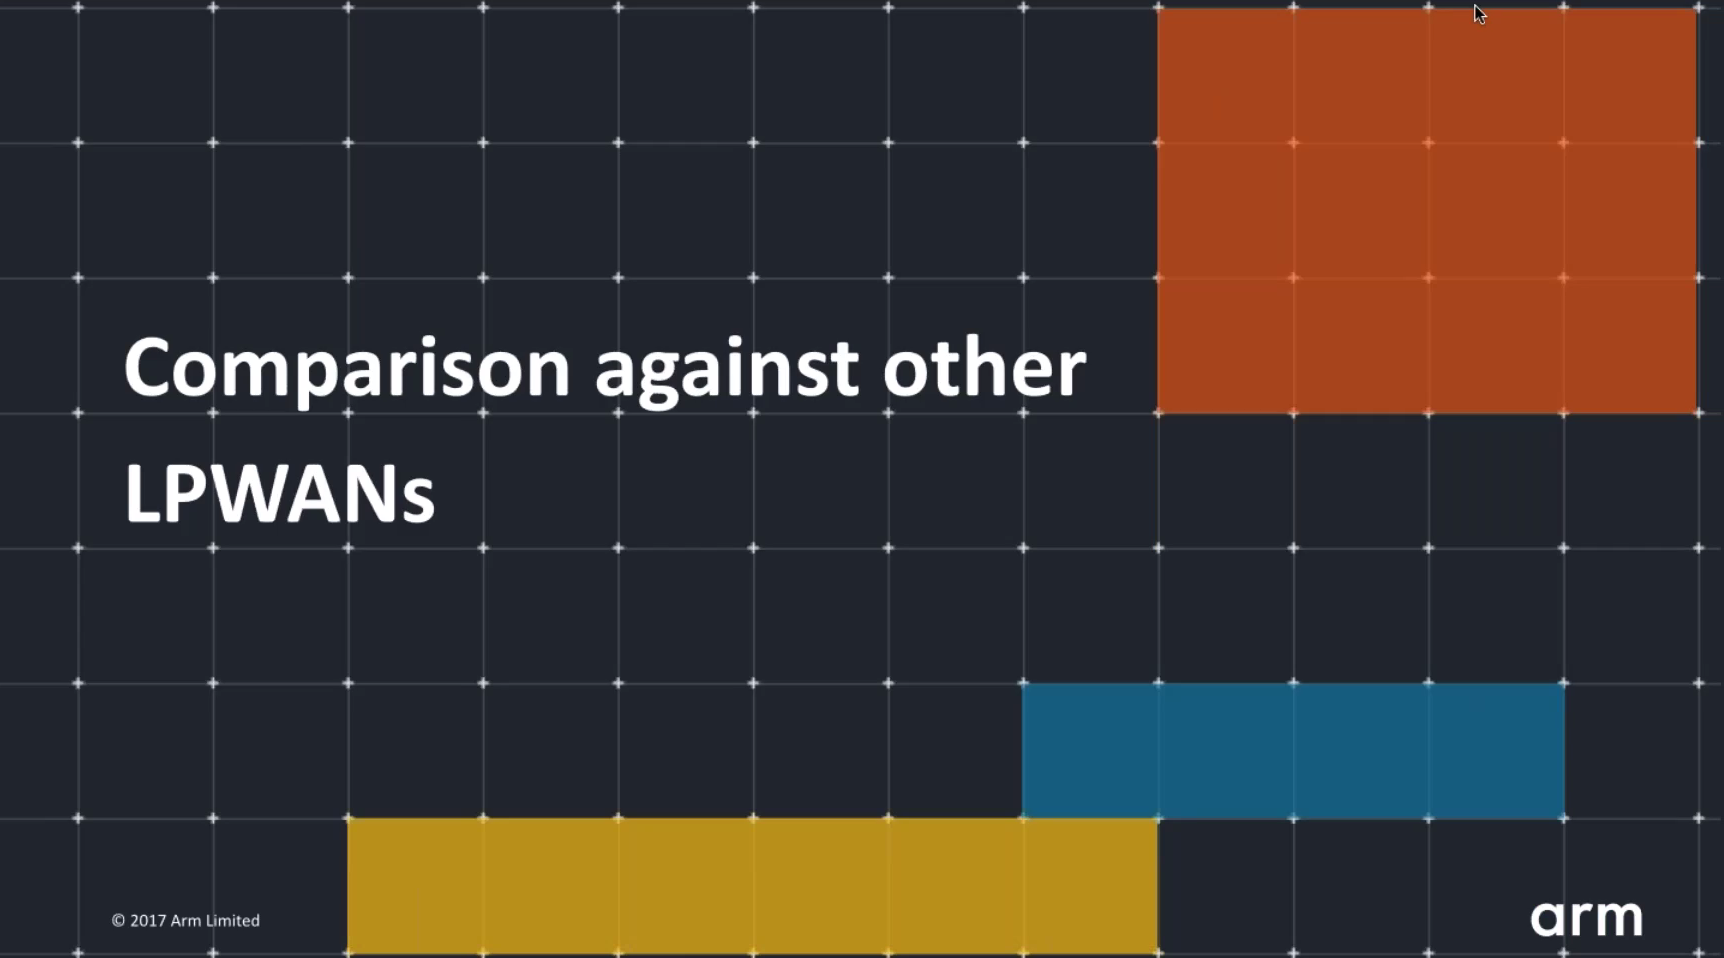 Comparison against other
LPWANs
© 2017 Arm Limited
arm